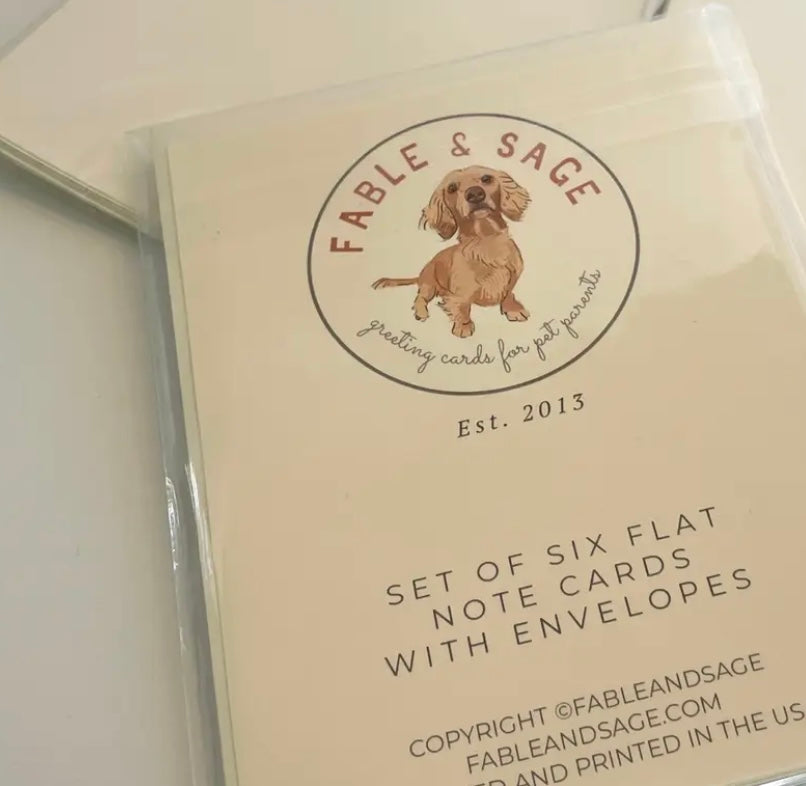 FABLE & SAGE
greeting cards for pet parents
Est. 2013
SET OF SIX FLAT
NOTE CARDS
WITH ENVELOPES
COPYRIGHT ©FABLEANDSAGE
FABLEANDSAGE.COM
AND PRINTED IN THE US